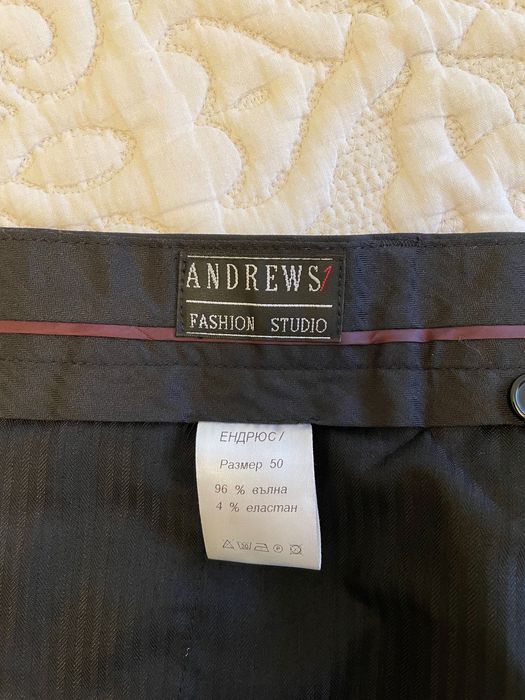 ANDREWS/
FASHION STUDIO
ЕНДРЮС/
Размер 50
96 % вълна
4 % еластан